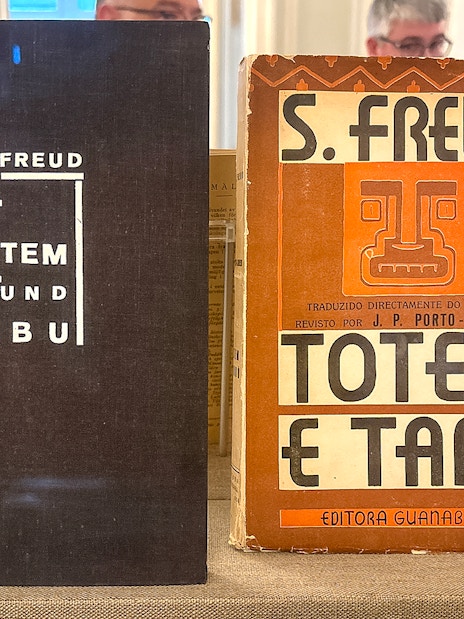 FREUD
TEM
UND
BU
S. FREU
TRADUZIDO DIRECTAMENTE DO
REVISTO POR J. P. PORTO-
TOTE
E TA
EDITORA GUANAB